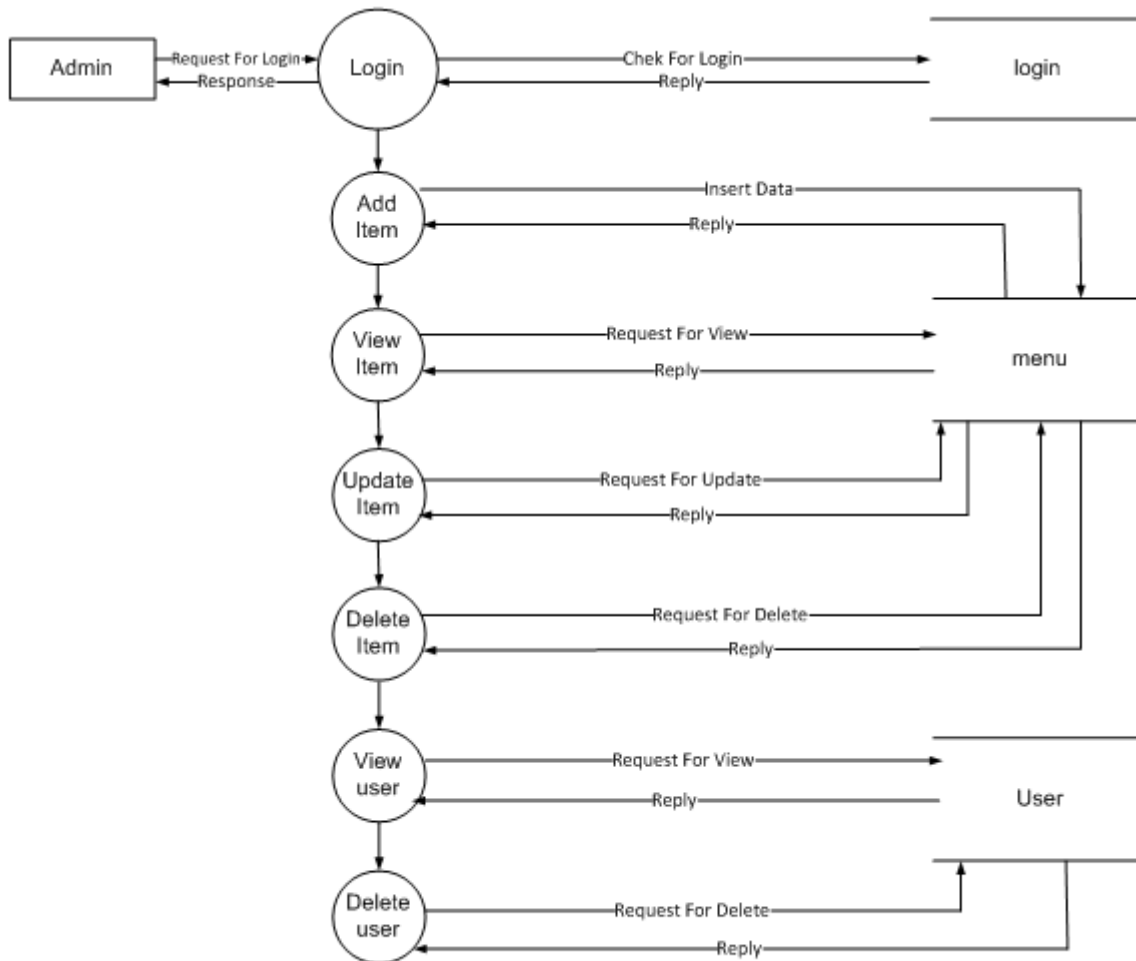 Admin
Request For Login
Response
Login
Chek For Login
Reply
login
Add
Item
Insert Data
Reply
View
Item
Request For View
Reply
menu
Update
Item
Request For Update
Reply
Delete
Item
Request For Delete
Reply
View
user
Request For View
Reply
User
Delete
user
Request For Delete
Reply